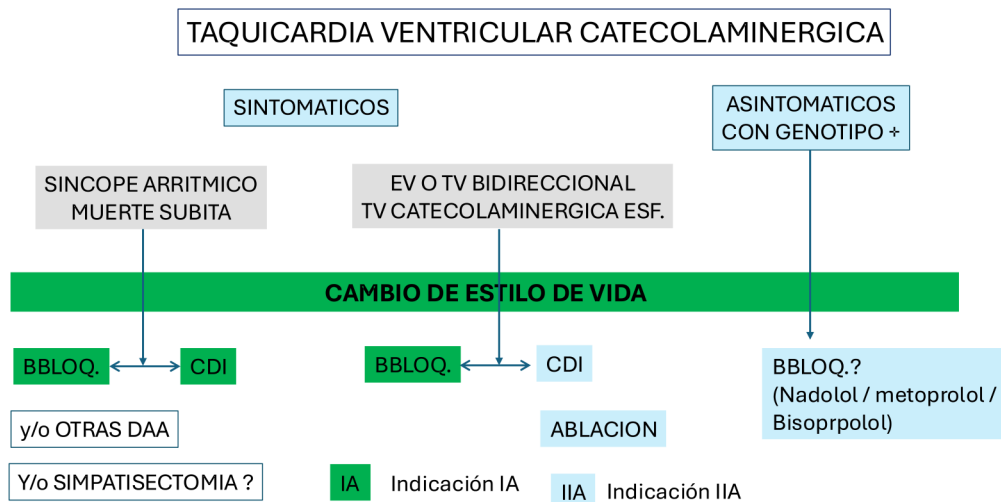 TAQUICARDIA VENTRICULAR CATECOLAMINERGICA
SINTOMATICOS
ASINTOMATICOS
CON GENOTIPO +
SINCOPE ARRITMICO
MUERTE SUBITA
EV O TV BIDIRECCIONAL
TV CATECOLAMINERGICA ESF.
CAMBIO DE ESTILO DE VIDA
BBLOQ.
CDI
BBLOQ.
CDI
BBLOQ.?
(Nadolol / metoprolol /
Bisoprpolol)
y/o OTRAS DAA
ABLACION
Y/o SIMPATISECTOMIA ?
IA Indicación IA
IIA Indicación IIA